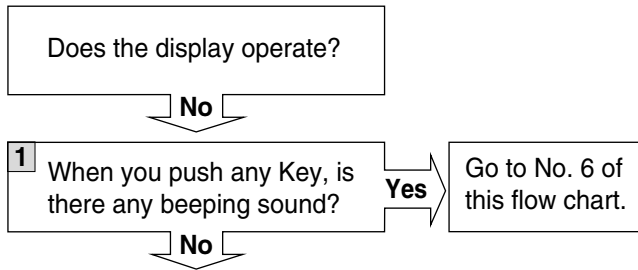 Does the display operate?
No
1
When you push any Key, is
there any beeping sound?
Yes
Go to No. 6 of
this flow chart.
No